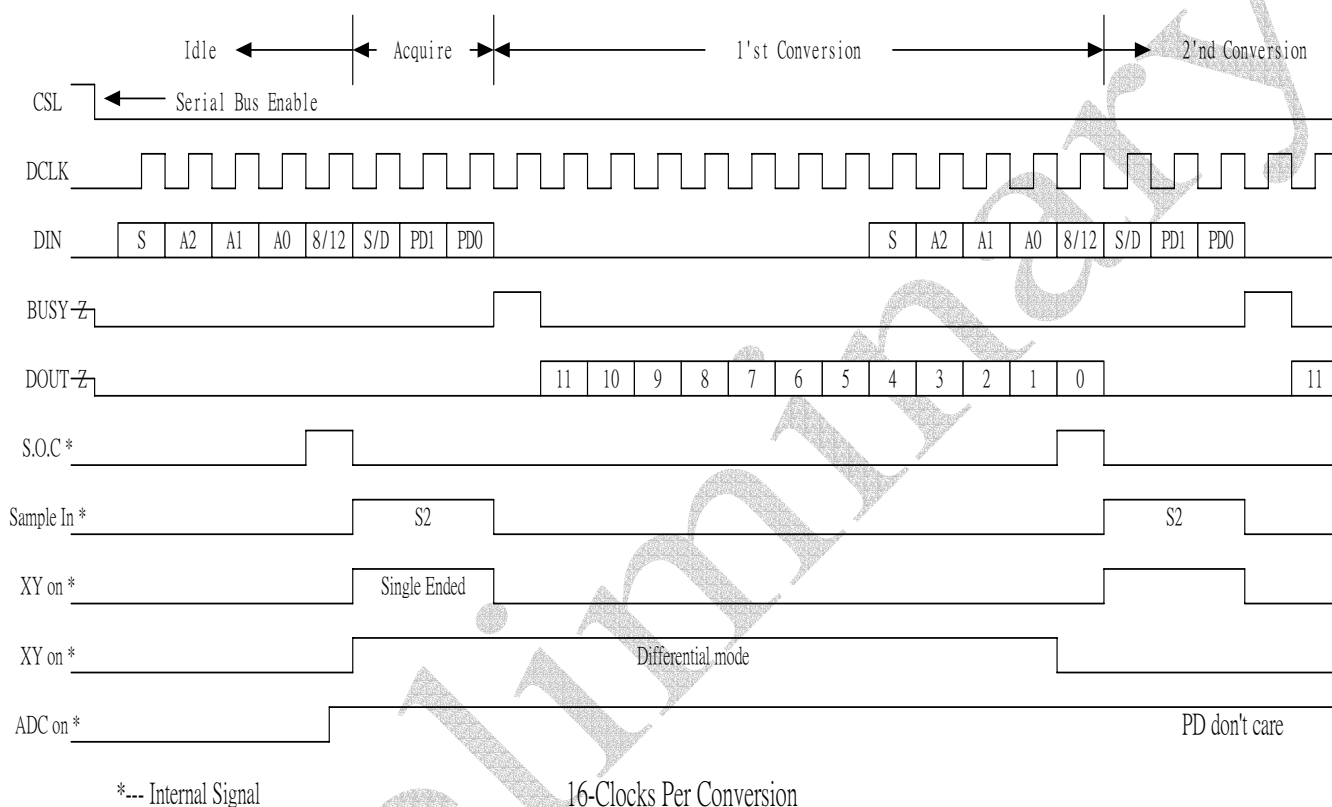 Idle Acquire 1'st Conversion 2'nd Conversion
CSL Serial Bus Enable
DCLK
DIN S A2 A1 A0 8/12 S/D PD1 PD0 S A2 A1 A0 8/12 S/D PD1 PD0
BUSY Z
DOUT Z 11 10 9 8 7 6 5 4 3 2 1 0 11
S.O.C *
Sample In * S2 S2
XY on * Single Ended
XY on * Differential mode
ADC on * PD don't care
*--- Internal Signal 16-Clocks Per Conversion
liminary